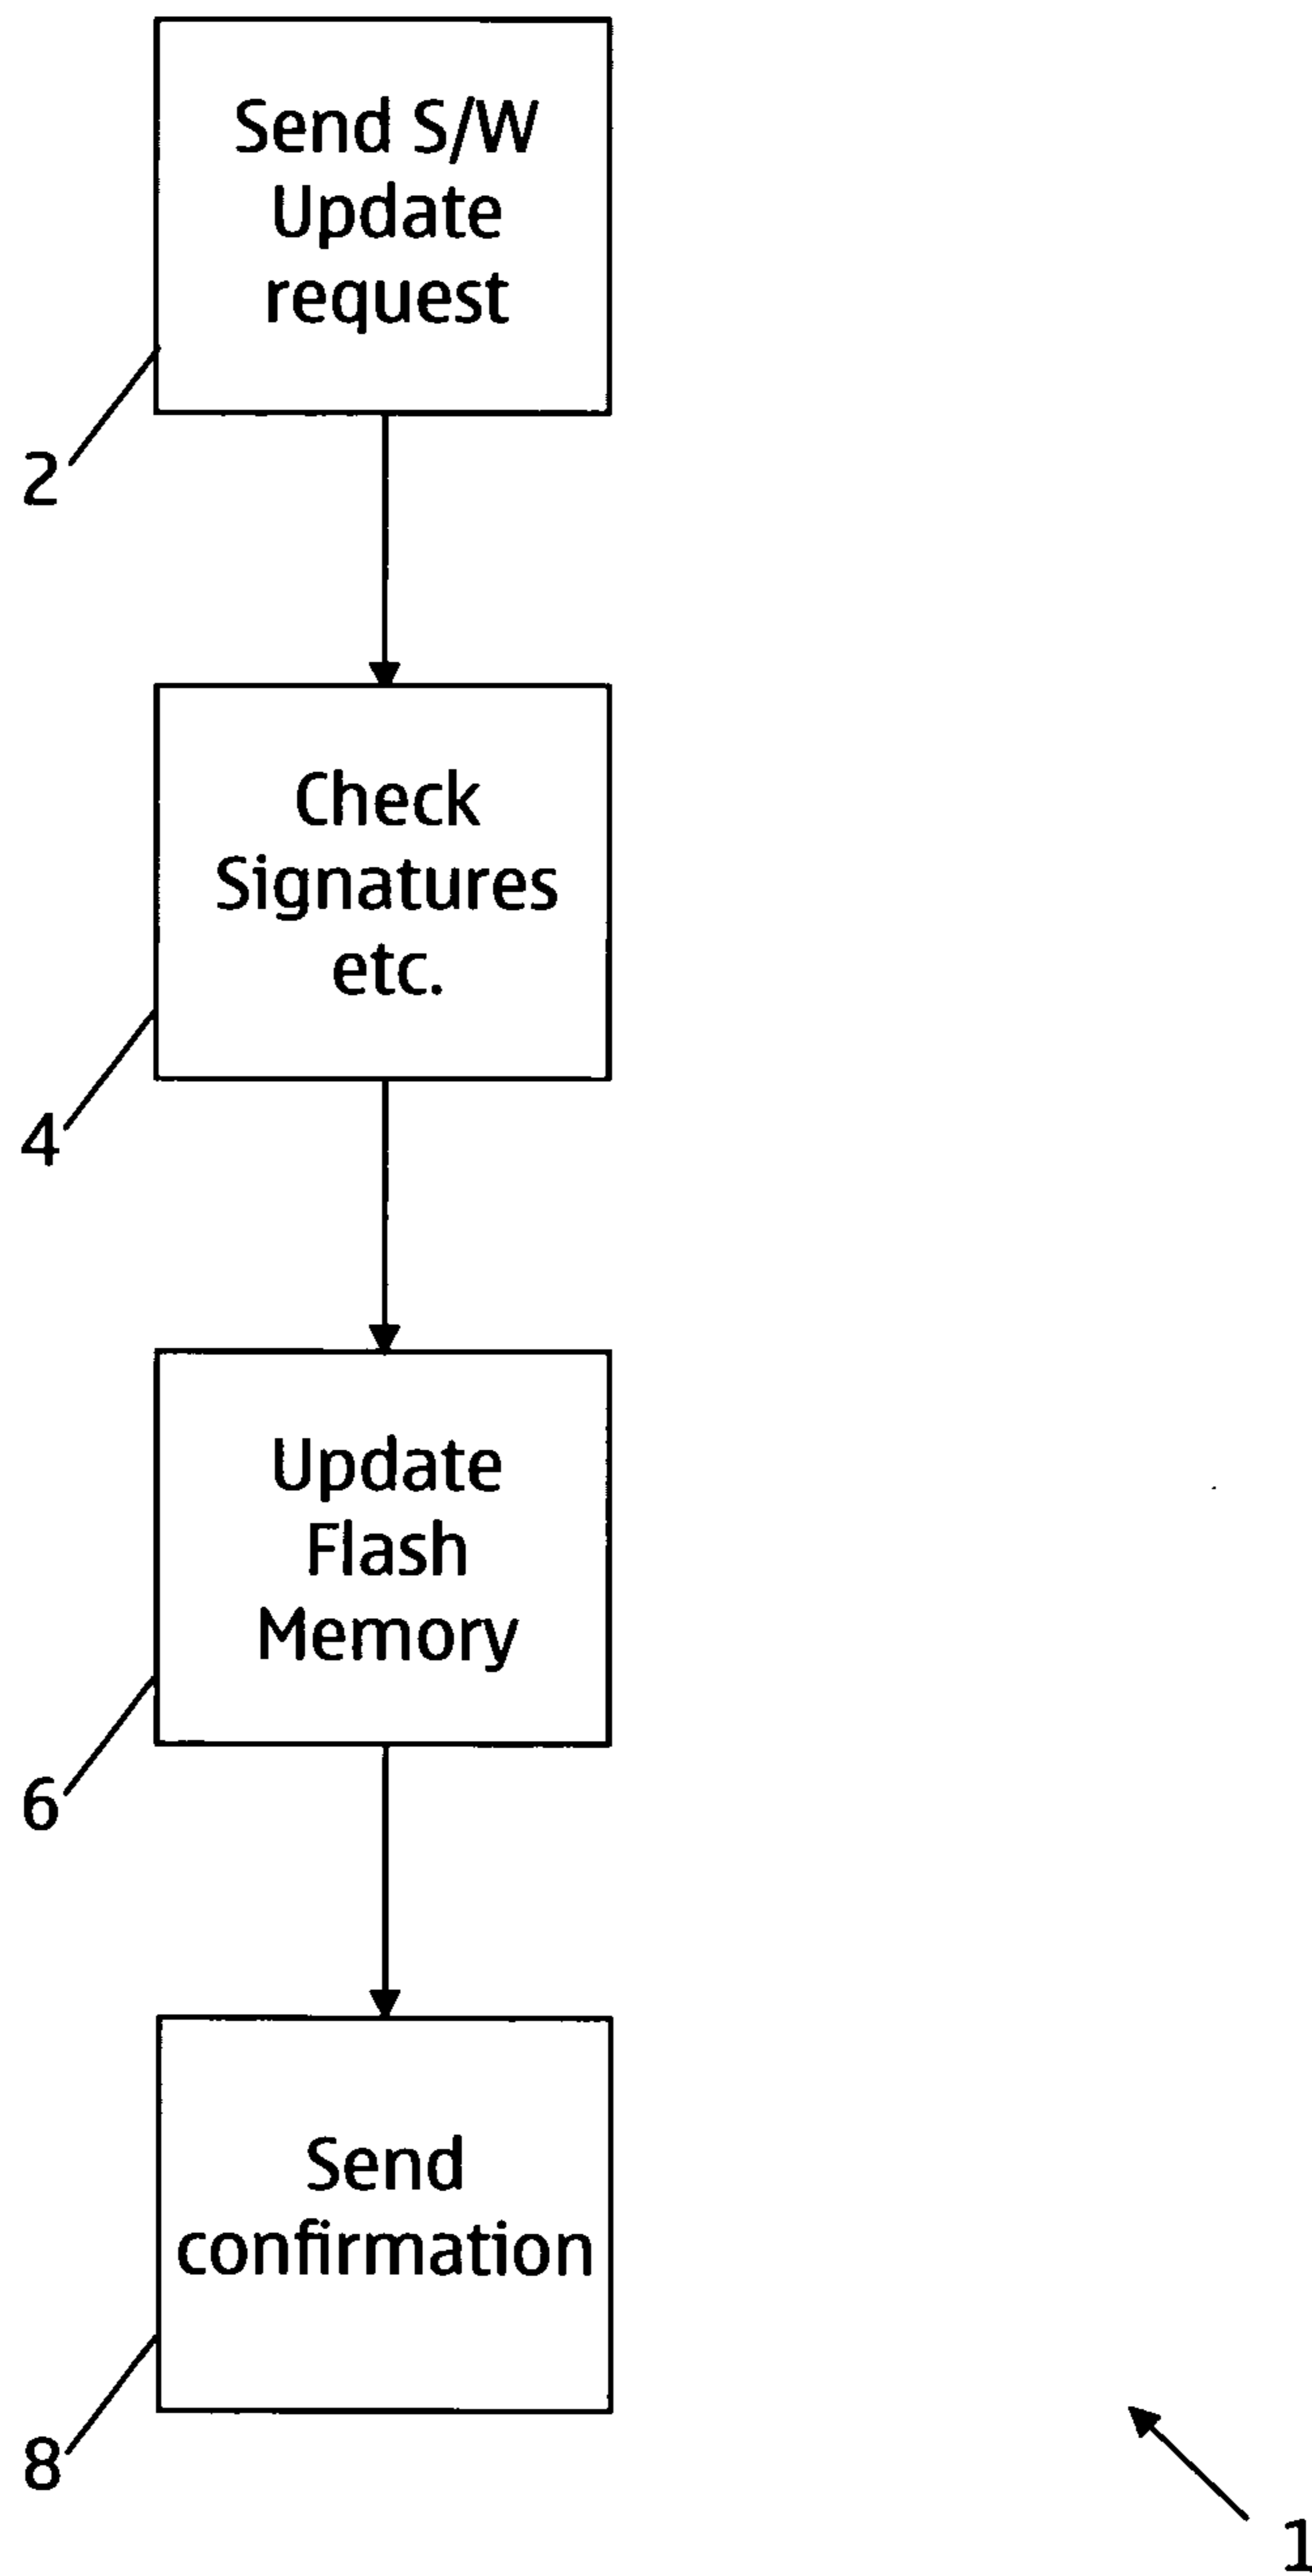 Send S/W
Update
request
2
Check
Signatures
etc.
4
Update
Flash
Memory
6
Send
confirmation
8
1